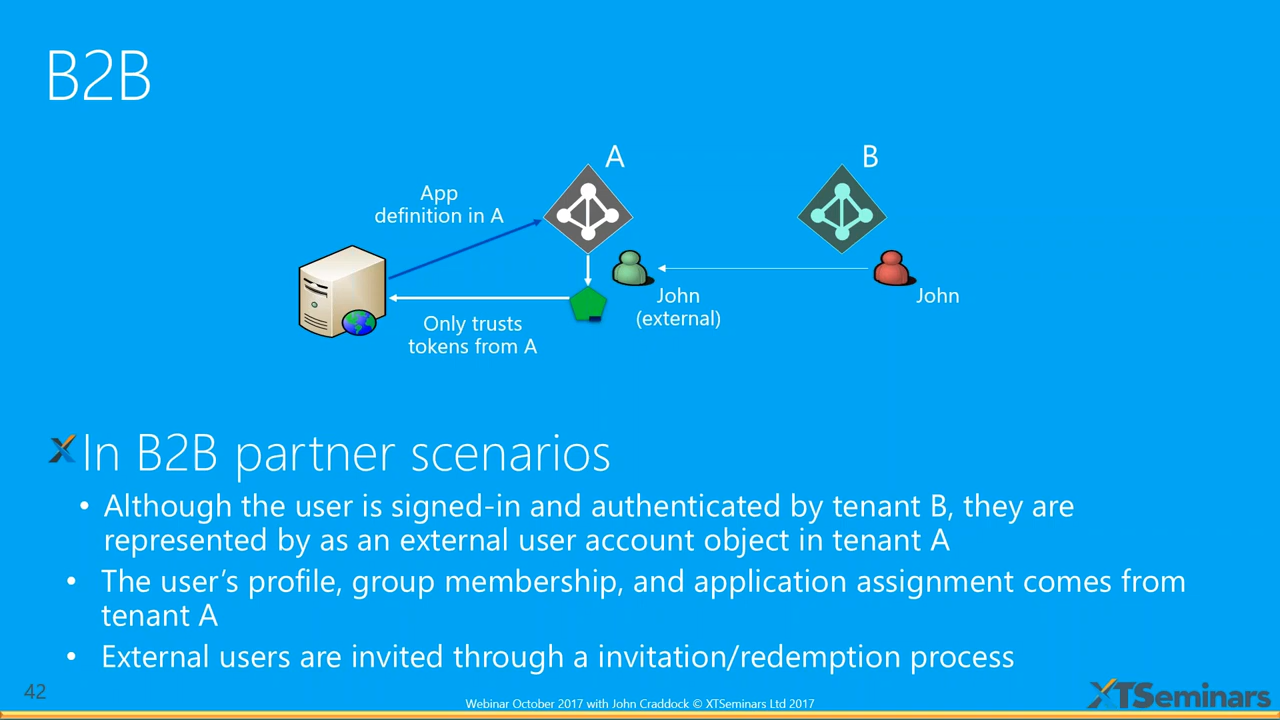 B2B
A
B
App
definition in A
John
(external)
John
Only trusts
tokens from A
In B2B partner scenarios
• Although the user is signed-in and authenticated by tenant B, they are
represented by as an external user account object in tenant A
• The user’s profile, group membership, and application assignment comes from
tenant A
• External users are invited through a invitation/redemption process
42
Webinar October 2017 with John Craddock © XTSeminars Ltd 2017
XTSeminars